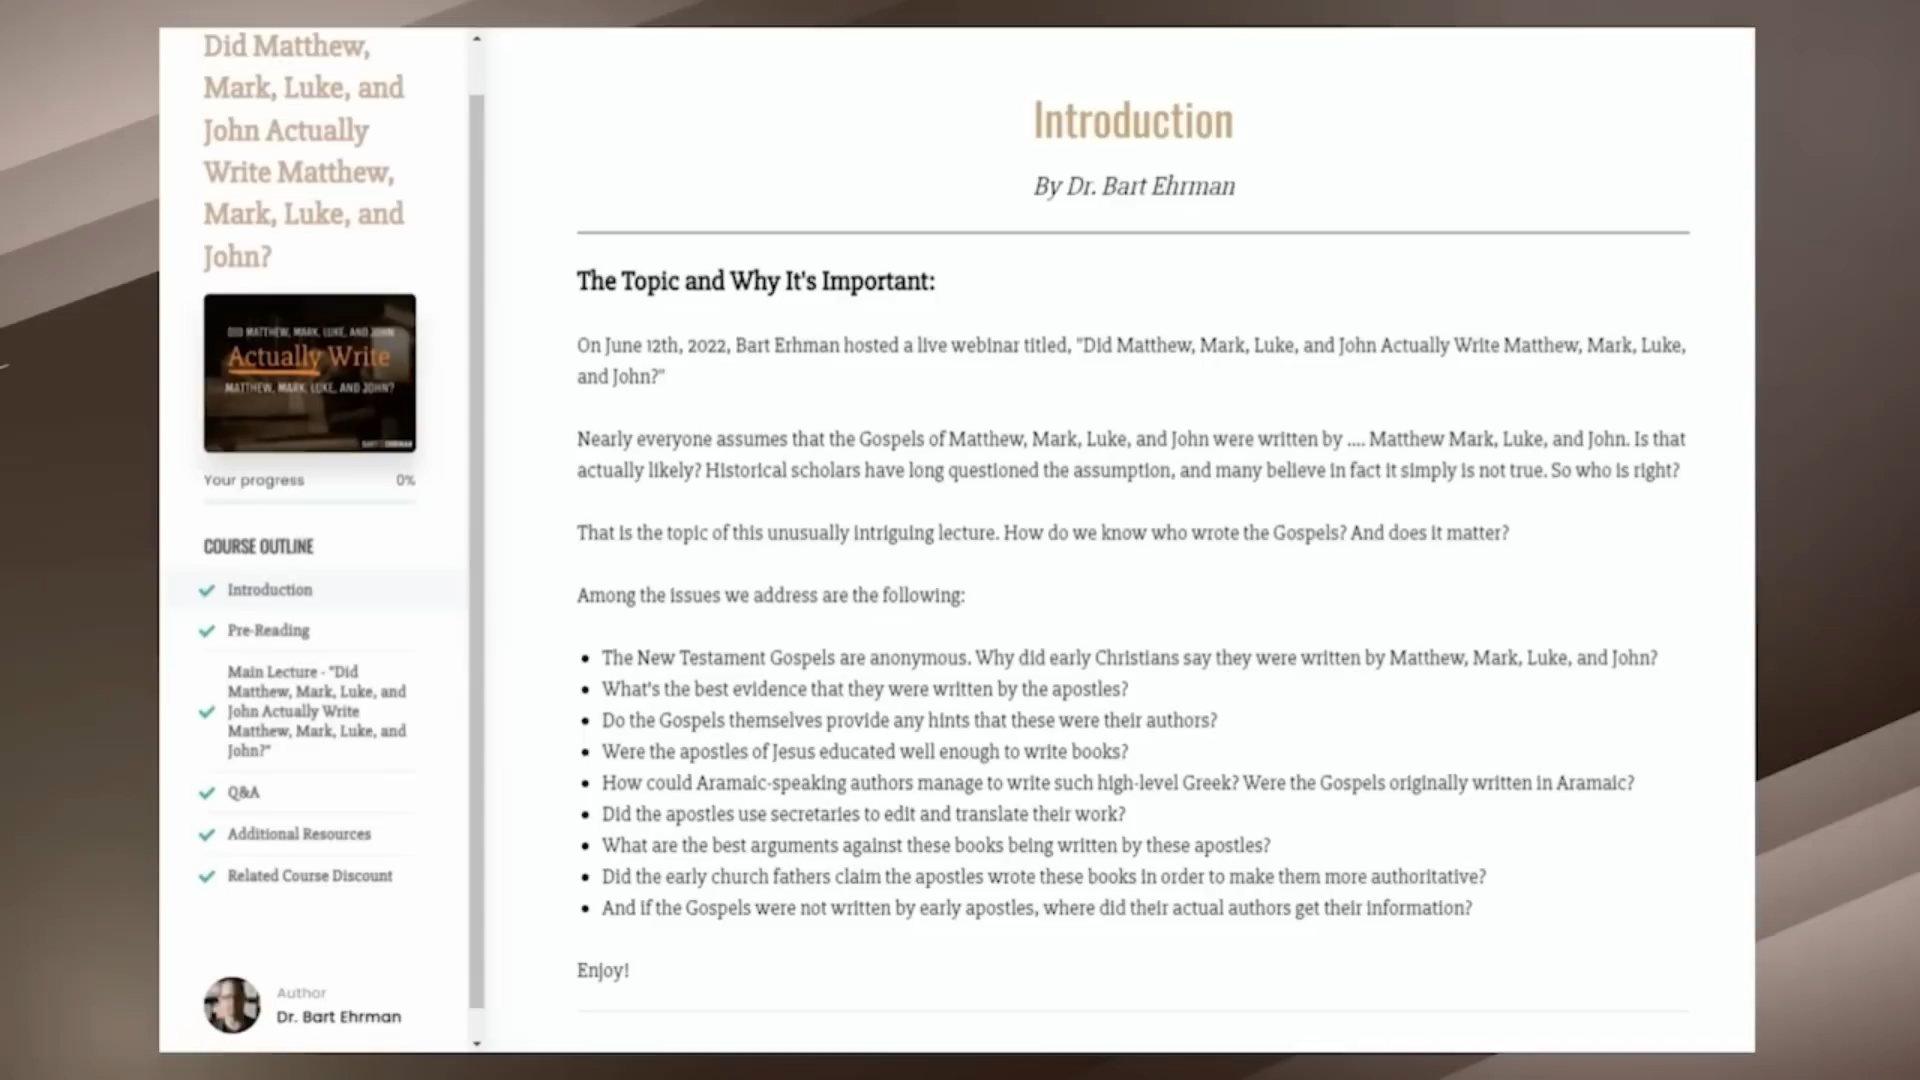 Did Matthew,
Mark, Luke, and
John Actually
Write Matthew,
Mark, Luke, and
John?
DID MATTHEW, MARK, LUKE, AND JOHN
Actually Write
MATTHEW, MARK, LUKE, AND JOHN?
BART EHRMAN
Your progress 0%
COURSE OUTLINE
Introduction
Pre-Reading
Main Lecture - "Did
Matthew, Mark, Luke, and
John Actually Write
Matthew, Mark, Luke, and
John?"
Q&A
Additional Resources
Related Course Discount
Author
Dr. Bart Ehrman
Introduction
By Dr. Bart Ehrman
The Topic and Why It's Important:
On June 12th, 2022, Bart Erhman hosted a live webinar titled, "Did Matthew, Mark, Luke, and John Actually Write Matthew, Mark, Luke,
and John?"
Nearly everyone assumes that the Gospels of Matthew, Mark, Luke, and John were written by .... Matthew Mark, Luke, and John. Is that
actually likely? Historical scholars have long questioned the assumption, and many believe in fact it simply is not true. So who is right?
That is the topic of this unusually intriguing lecture. How do we know who wrote the Gospels? And does it matter?
Among the issues we address are the following:
• The New Testament Gospels are anonymous. Why did early Christians say they were written by Matthew, Mark, Luke, and John?
• What's the best evidence that they were written by the apostles?
• Do the Gospels themselves provide any hints that these were their authors?
• Were the apostles of Jesus educated well enough to write books?
• How could Aramaic-speaking authors manage to write such high-level Greek? Were the Gospels originally written in Aramaic?
• Did the apostles use secretaries to edit and translate their work?
• What are the best arguments against these books being written by these apostles?
• Did the early church fathers claim the apostles wrote these books in order to make them more authoritative?
• And if the Gospels were not written by early apostles, where did their actual authors get their information?
Enjoy!